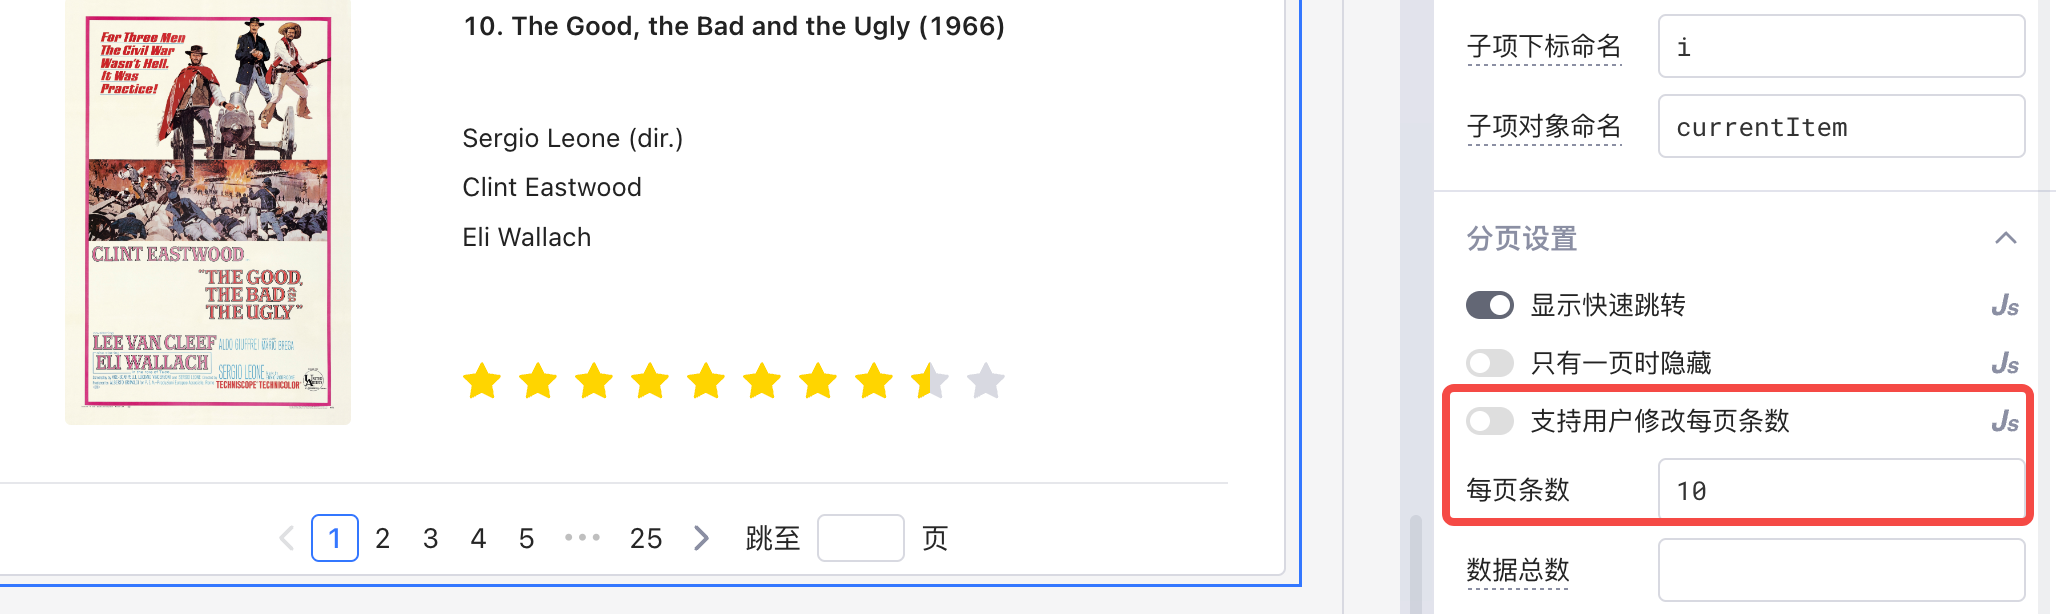 For Three Men
The Civil War
Wasn't Hell.
It Was
Practice!
CLINT EASTWOOD
"THE GOOD,
THE BAD &
THE UGLY"
LEE VAN CLEEF
ELI WALLACH
SERGIO LEONE
TECHNISCOPE TECHNICOLOR
10. The Good, the Bad and the Ugly (1966)
Sergio Leone (dir.)
Clint Eastwood
Eli Wallach
1 2 3 4 5 ••• 25 跳至 页
子项下标命名 i
子项对象命名 currentItem
分页设置
显示快速跳转 Js
只有一页时隐藏 Js
支持用户修改每页条数 Js
每页条数 10
数据总数